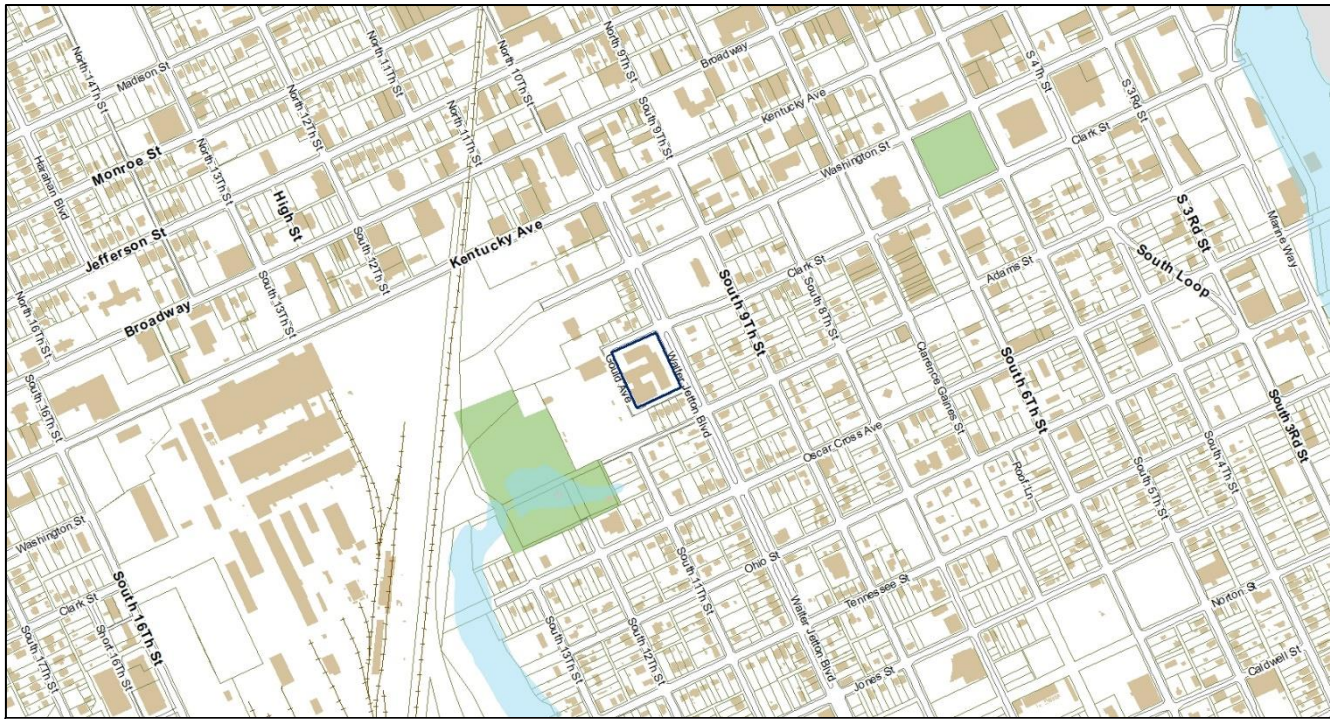 North 14Th St
Madison St
North 11Th St
North 10Th St
North 9Th St
Broadway
S 4Th St
S 3Rd St
Harahan Blvd
Monroe St
North 12Th St
North 11Th St
South 9Th St
Kentucky Ave
Clark St
North 13Th St
High St
Washington St
Jefferson St
South 12Th St
Kentucky Ave
S 3Rd St
Marine Way
North 16Th St
Broadway
South 13Th St
South 9Th St
Clark St
South 8Th St
Adams St
South Loop
South 16Th St
Gould Ave
Walter Jetton Blvd
Clarence Gaines St
South 6Th St
Oscar Cross Ave
South 3Rd St
Roof Ln
South 5Th St
South 4Th St
Washington St
South 16Th St
Clark St
Short 16Th St
South 17Th St
South 11Th St
Ohio St
Walter Jetton Blvd
Tennessee St
Norton St
South 13Th St
South 12Th St
Jones St
Caldwell St